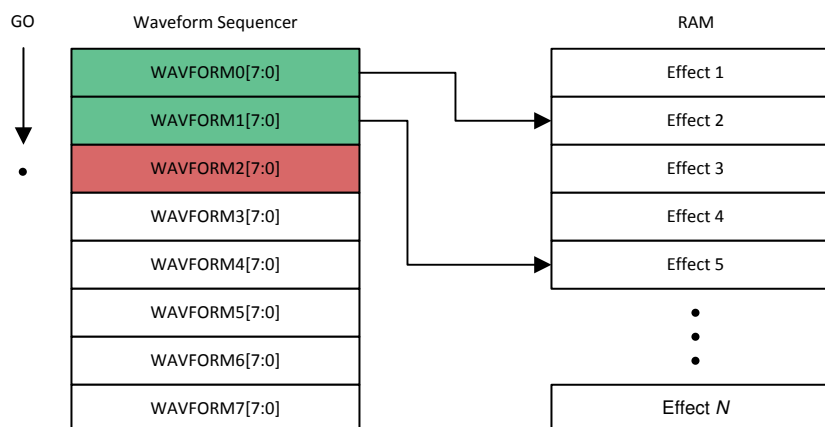 GO
Waveform Sequencer
RAM
WAVFORM0[7:0]
Effect 1
WAVFORM1[7:0]
Effect 2
WAVFORM2[7:0]
Effect 3
WAVFORM3[7:0]
Effect 4
WAVFORM4[7:0]
Effect 5
WAVFORM5[7:0]
WAVFORM6[7:0]
WAVFORM7[7:0]
Effect N